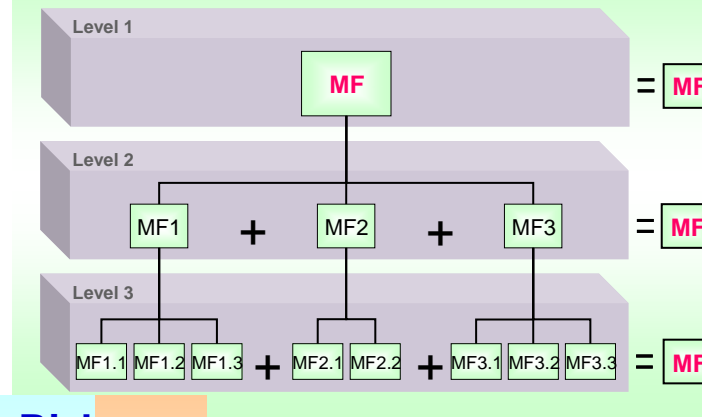 Level 1
MF
= MF
Level 2
MF1 + MF2 + MF3 = MF
Level 3
MF1.1 MF1.2 MF1.3 + MF2.1 MF2.2 + MF3.1 MF3.2 MF3.3 = MF